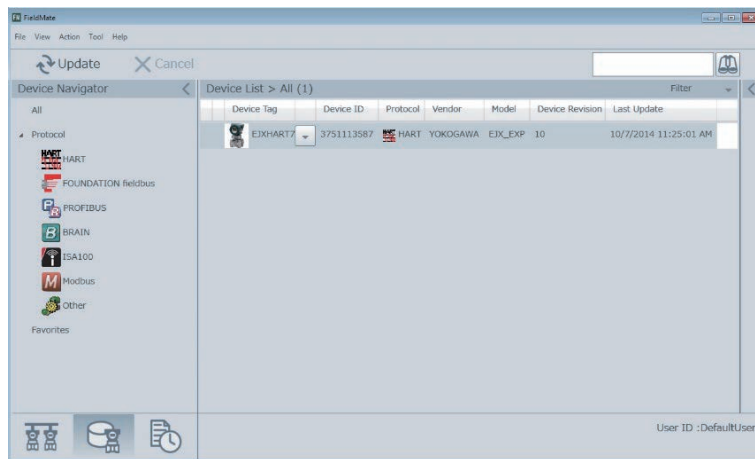 FieldMate
File View Action Tool Help
Update Cancel
Device Navigator
Device List > All (1)
Filter
All
Device Tag Device ID Protocol Vendor Model Device Revision Last Update
EJXHART7 3751113587 HART YOKOGAWA EJX_EXP 10 10/7/2014 11:25:01 AM
Protocol
HART
FOUNDATION fieldbus
PROFIBUS
BRAIN
ISA100
Modbus
Other
Favorites
User ID :DefaultUser